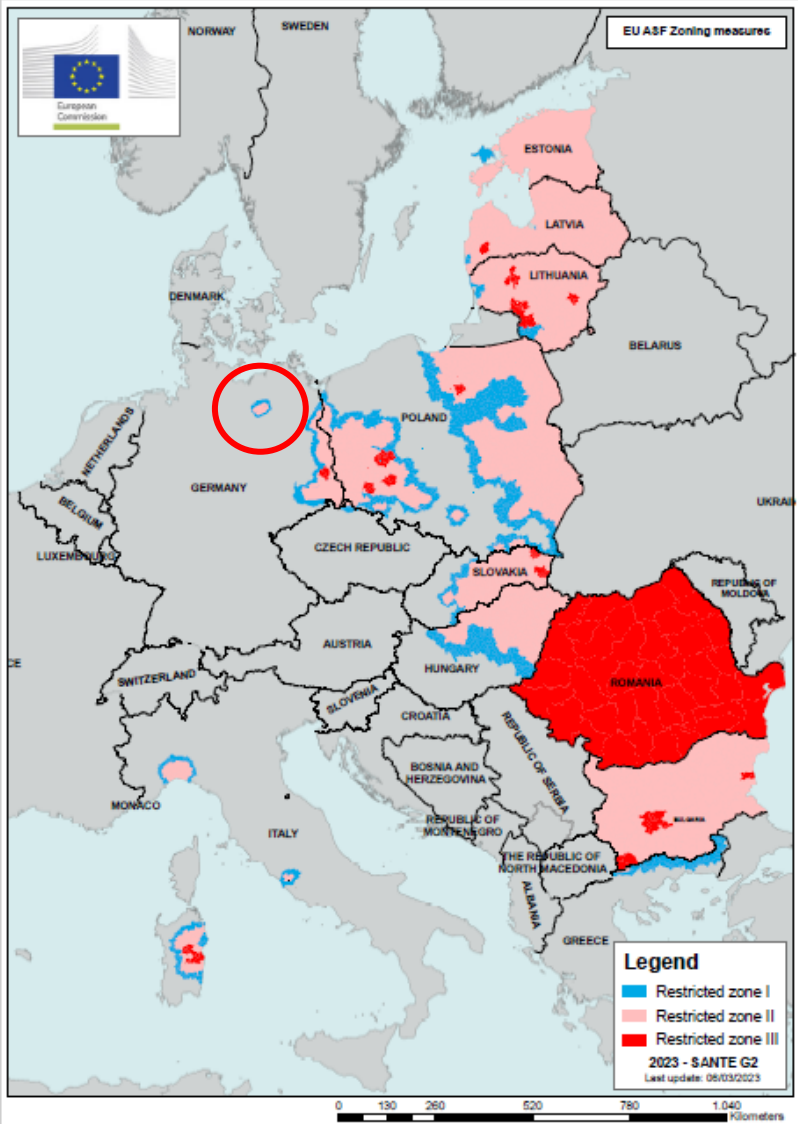 NORWAY
SWEDEN
EU ASF Zoning measures
European
Commission
ESTONIA
LATVIA
LITHUANIA
DENMARK
BELARUS
NETHERLANDS
POLAND
GERMANY
BELGIUM
UKRAI
LUXEMBOURG
CZECH REPUBLIC
SLOVAKIA
REPUBLIC OF
MOLDOVA
AUSTRIA
CE
SWITZERLAND
HUNGARY
ROMANIA
SLOVENIA
CROATIA
REPUBLIC OF SERBIA
BOSNIA AND
HERZEGOVINA
MONACO
ITALY
REPUBLIC OF
MONTENEGRO
BULGARIA
THE REPUBLIC OF
NORTH MACEDONIA
ALBANIA
GREECE
Legend
Restricted zone I
Restricted zone II
Restricted zone III
2023 - SANTE G2
Last update: 06/03/2023
0 130 260 520 780 1.040
Kilometers